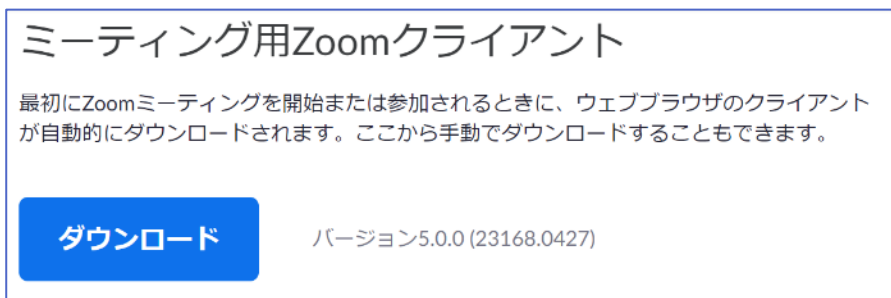 ミーティング用Zoomクライアント
最初にZoomミーティングを開始または参加されるときに、ウェブブラウザのクライアント
が自動的にダウンロードされます。ここから手動でダウンロードすることもできます。
ダウンロード
バージョン5.0.0 (23168.0427)